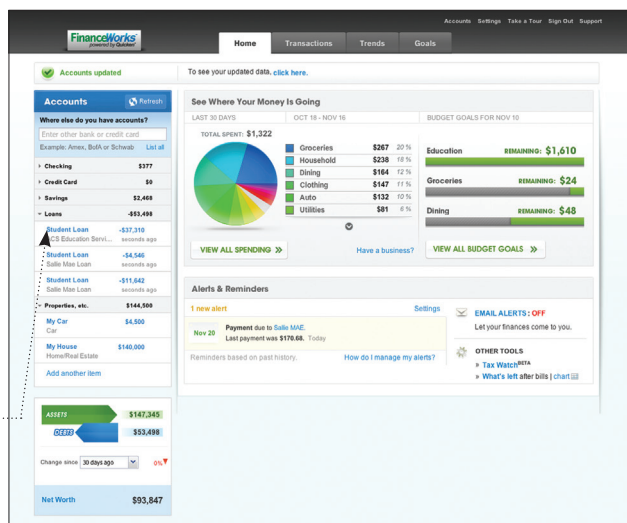 Accounts Settings Take a Tour Sign Out Support
FinanceWorks
powered by Quicken
Home Transactions Trends Goals
Accounts updated
To see your updated data, click here.
Accounts Refresh
Where else do you have accounts?
Enter other bank or credit card
Example: Amex, BofA or Schwab List all
Checking $377
Credit Card $0
Savings $2,468
Loans -$53,498
Student Loan -$37,310
ACS Education Servi... seconds ago
Student Loan -$4,546
Sallie Mae Loan seconds ago
Student Loan -$11,642
Sallie Mae Loan seconds ago
Properties, etc. $144,500
My Car $4,500
Car
My House $140,000
Home/Real Estate
Add another item
ASSETS $147,345
DEBTS $53,498
Change since 30 days ago 0%
Net Worth $93,847
See Where Your Money Is Going
LAST 30 DAYS OCT 18 - NOV 16
TOTAL SPENT: $1,322
Groceries $267 20 %
Household $238 18 %
Dining $164 12 %
Clothing $147 11 %
Auto $132 10 %
Utilities $81 6 %
VIEW ALL SPENDING »
Have a business?
BUDGET GOALS FOR NOV 10
Education REMAINING: $1,610
Groceries REMAINING: $24
Dining REMAINING: $48
VIEW ALL BUDGET GOALS »
Alerts & Reminders
1 new alert Settings
Nov 20 Payment due to Sallie MAE.
Last payment was $170.68. Today
Reminders based on past history. How do I manage my alerts?
EMAIL ALERTS: OFF
Let your finances come to you.
OTHER TOOLS
» Tax Watch BETA
» What's left after bills | chart